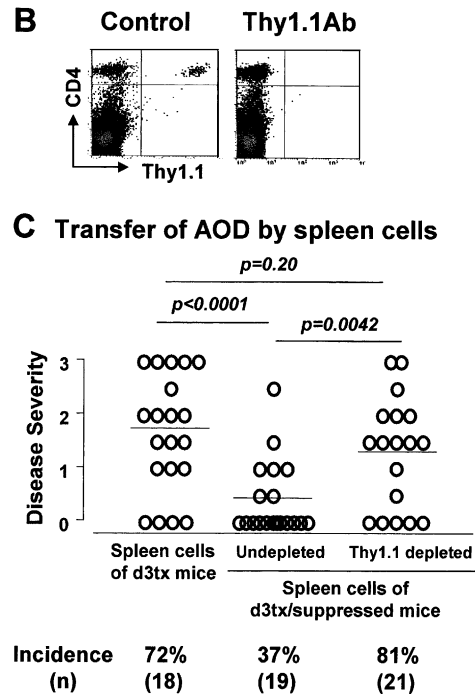 B Control Thy1.1Ab
CD4
Thy1.1
C Transfer of AOD by spleen cells
p=0.20
p<0.0001
p=0.0042
Disease Severity
3
2
1
0
Spleen cells of d3tx mice
Undepleted
Thy1.1 depleted
Spleen cells of d3tx/suppressed mice
Incidence 72% 37% 81%
(n) (18) (19) (21)